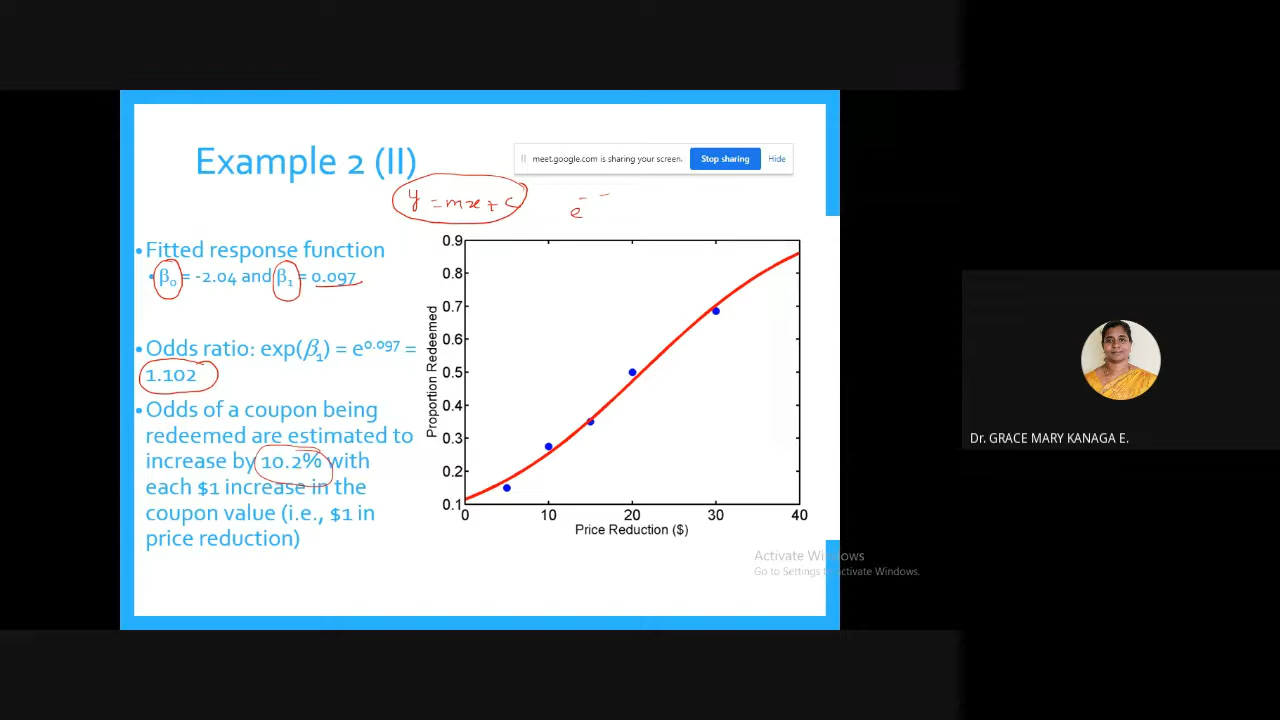 Example 2 (II)
meet.google.com is sharing your screen.
Stop sharing
Hide
y = mx + c
e
• Fitted response function
• β0 = -2.04 and β1 = 0.097
• Odds ratio: exp(β1) = e^0.097 =
1.102
• Odds of a coupon being
redeemed are estimated to
increase by 10.2% with
each $1 increase in the
coupon value (i.e., $1 in
price reduction)
Proportion Redeemed
0.9
0.8
0.7
0.6
0.5
0.4
0.3
0.2
0.1
0 10 20 30 40
Price Reduction ($)
Activate Windows
Go to Settings to activate Windows.
Dr. GRACE MARY KANAGA E.